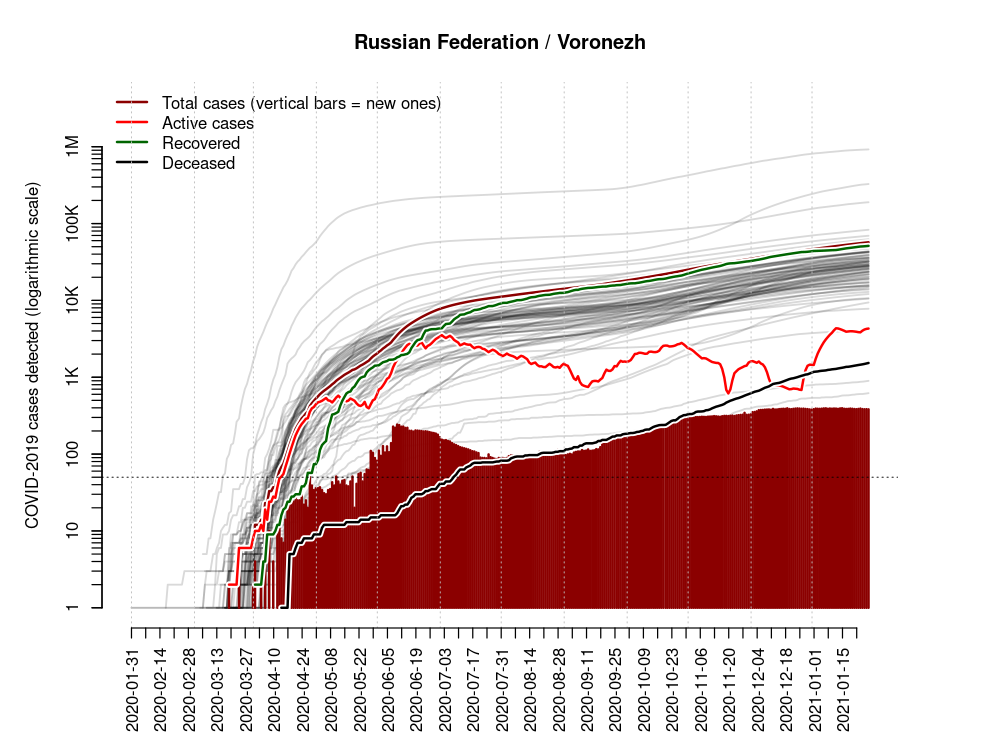 Russian Federation / Voronezh
Total cases (vertical bars = new ones)
Active cases
Recovered
Deceased
COVID-2019 cases detected (logarithmic scale)
1M
100K
10K
1K
100
10
1
2020-01-31
2020-02-14
2020-02-28
2020-03-13
2020-03-27
2020-04-10
2020-04-24
2020-05-08
2020-05-22
2020-06-05
2020-06-19
2020-07-03
2020-07-17
2020-07-31
2020-08-14
2020-08-28
2020-09-11
2020-09-25
2020-10-09
2020-10-23
2020-11-06
2020-11-20
2020-12-04
2020-12-18
2021-01-01
2021-01-15